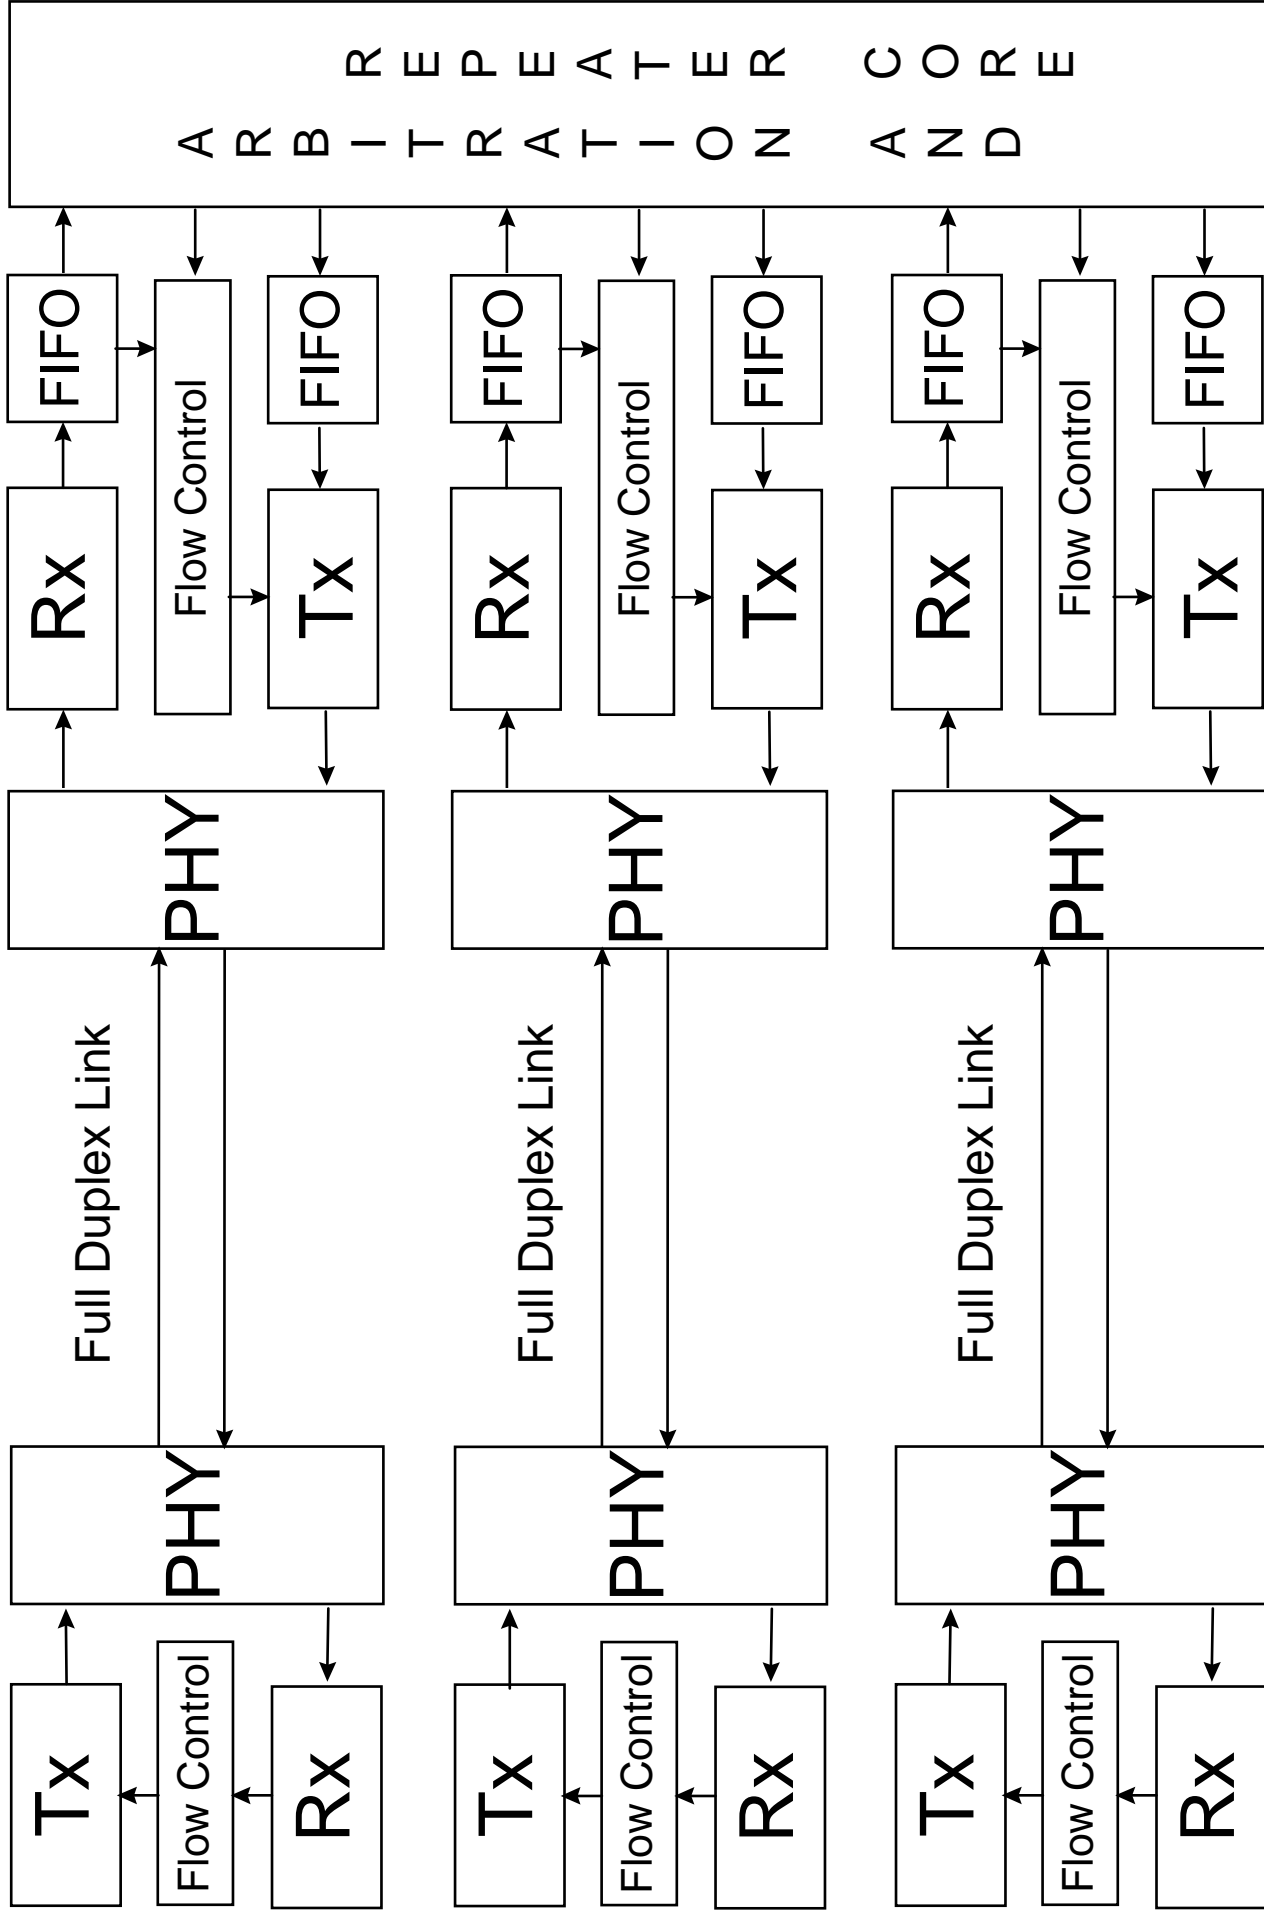 Tx
Flow Control
Rx
PHY
Full Duplex Link
PHY
Rx
FIFO
Flow Control
Tx
FIFO
Tx
Flow Control
Rx
PHY
Full Duplex Link
PHY
Rx
FIFO
Flow Control
Tx
FIFO
Tx
Flow Control
Rx
PHY
Full Duplex Link
PHY
Rx
FIFO
Flow Control
Tx
FIFO
ARBITRATION AND
REPEATER CORE